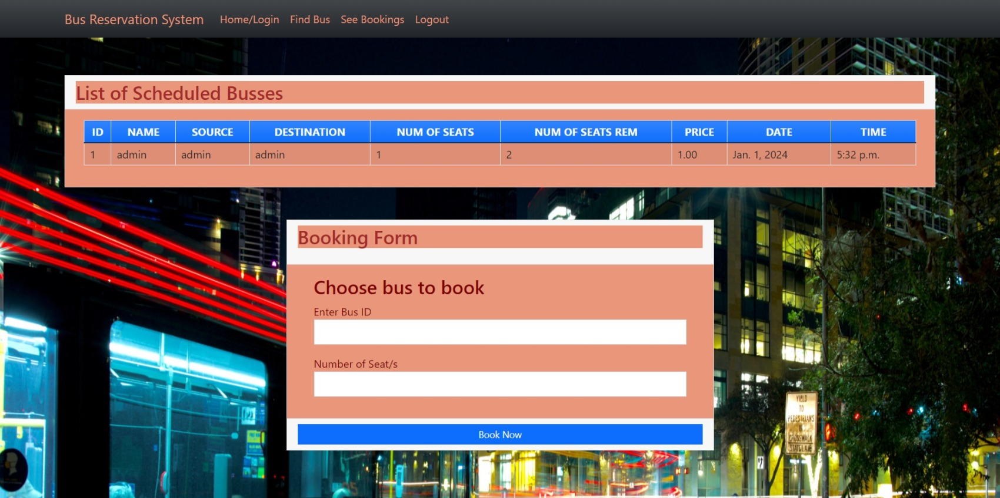 Bus Reservation System Home/Login Find Bus See Bookings Logout
List of Scheduled Busses
ID NAME SOURCE DESTINATION NUM OF SEATS NUM OF SEATS REM PRICE DATE TIME
1 admin admin admin 1 2 1.00 Jan. 1, 2024 5:32 p.m.
Booking Form
Choose bus to book
Enter Bus ID
Number of Seat/s
Book Now
YIELD
TO
PEDESTRIANS
IN
CROSSWALK
STATE LAW